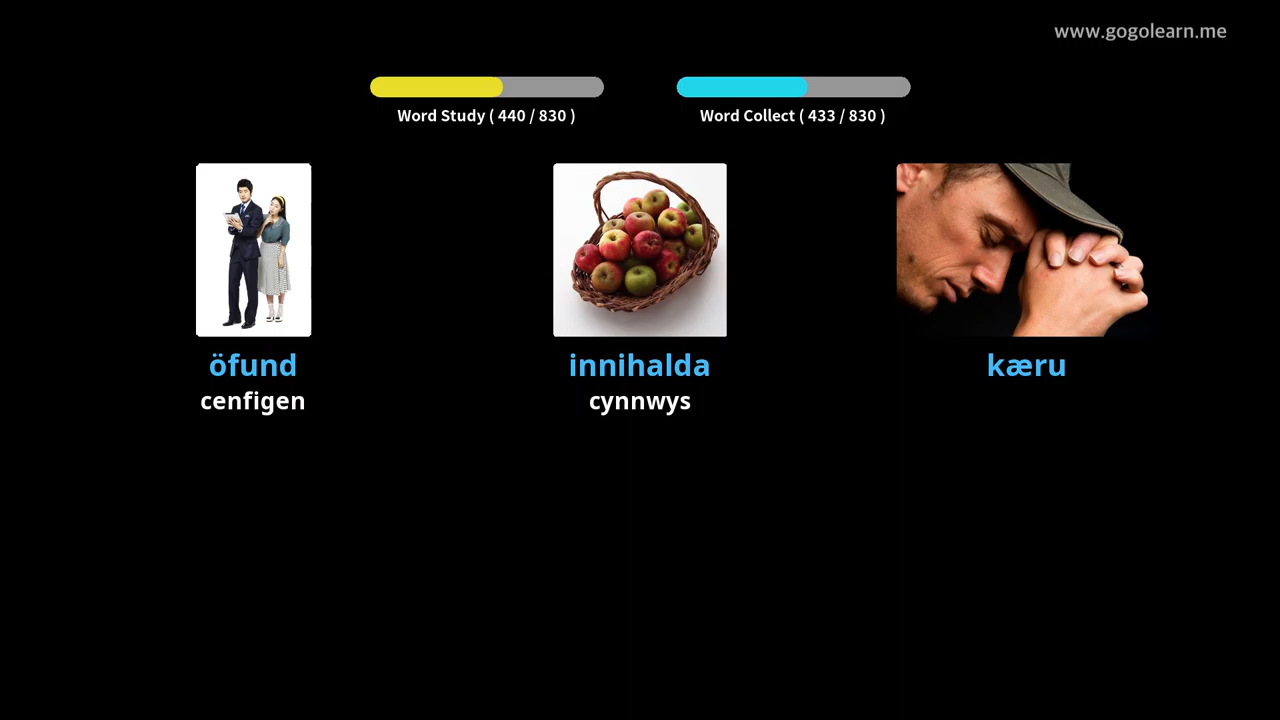 www.gogolearn.me
Word Study ( 440 / 830 )
Word Collect ( 433 / 830 )
öfund
innihalda
kæru
cenfigen
cynnwys